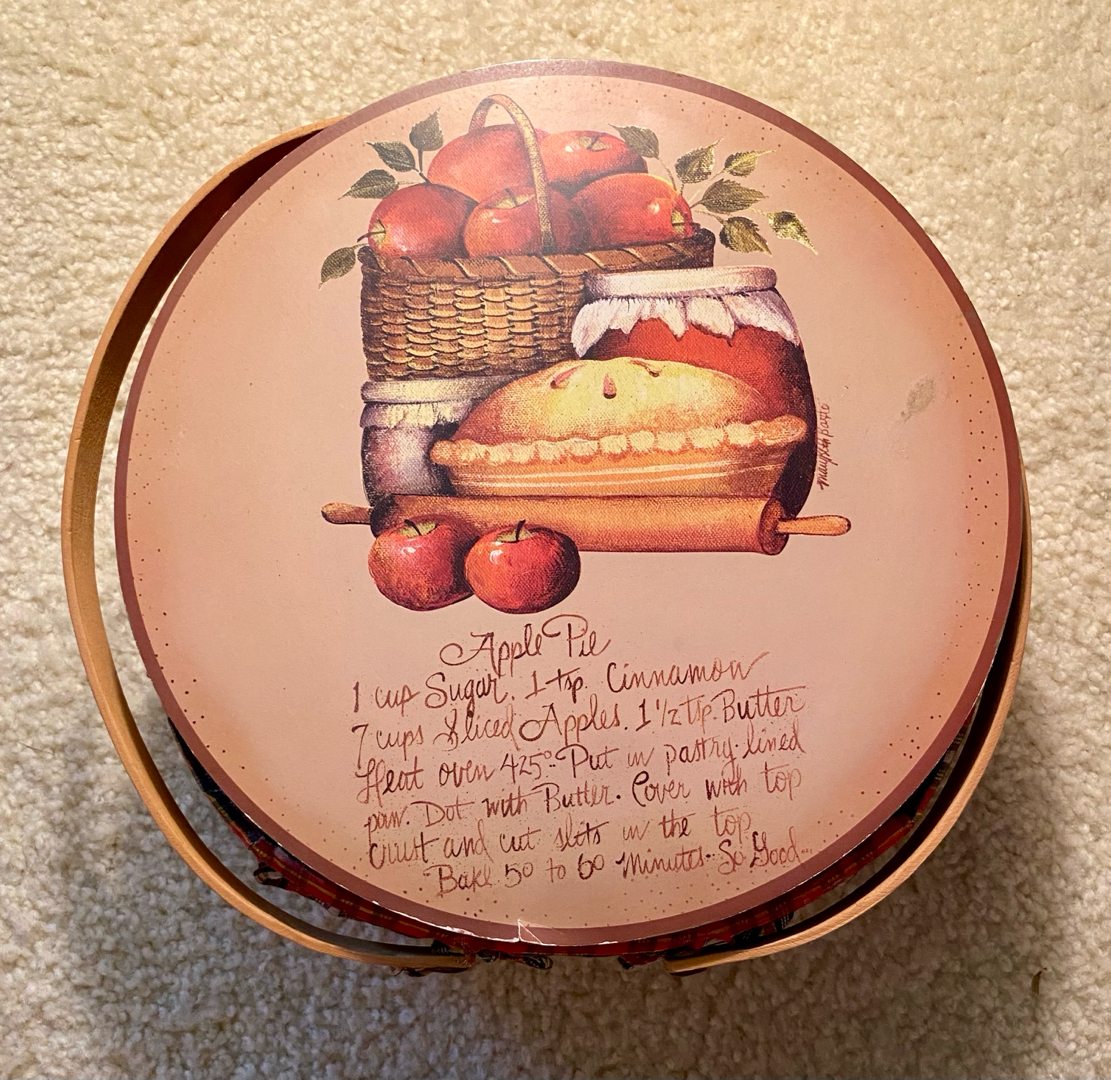 Apple Pie
1 cup Sugar. 1 tsp. Cinnamon
7 cups Sliced Apples. 1 1/2 tsp. Butter
Heat oven 425° Put in pastry-lined
pan. Dot with Butter. Cover with top
crust and cut slits in the top
Bake 50 to 60 Minutes. So Good...